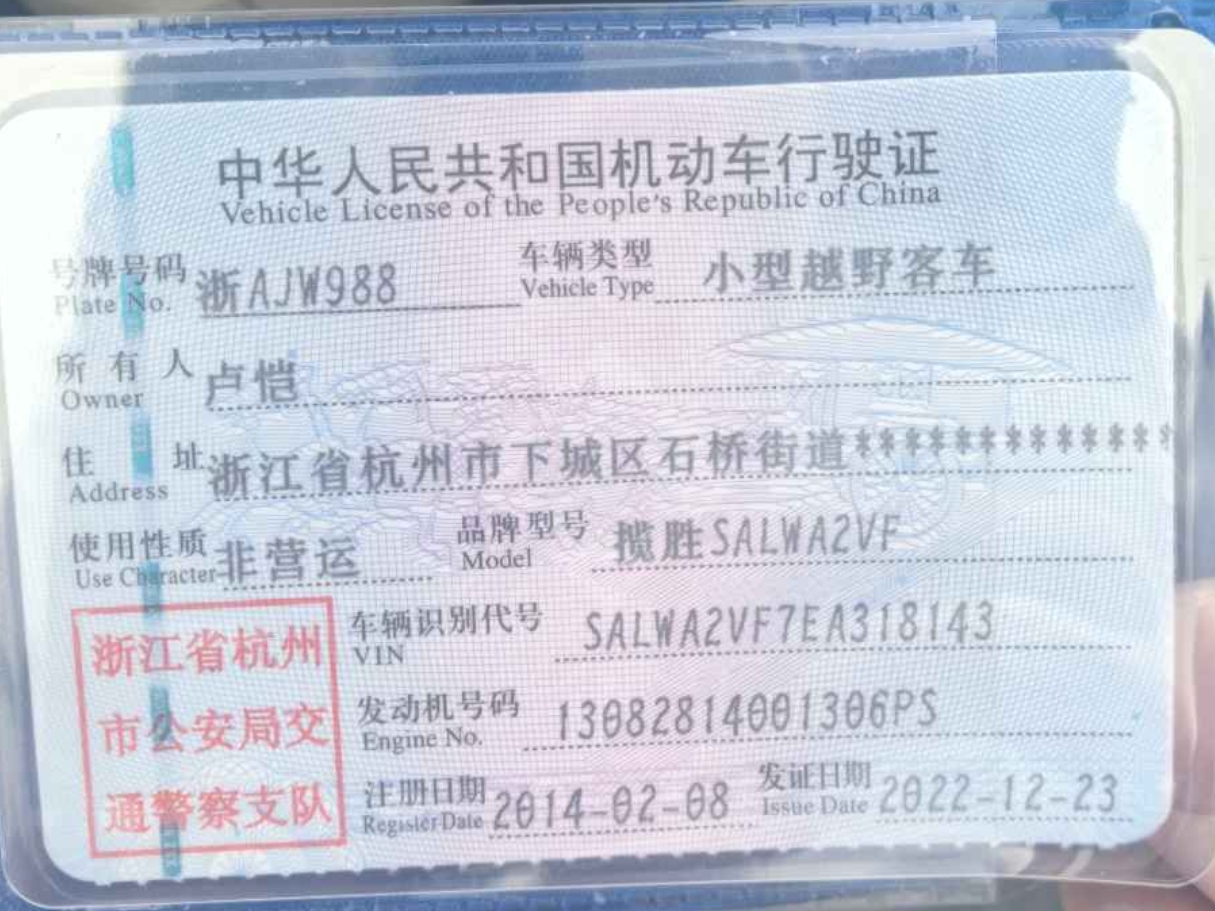 中华人民共和国机动车行驶证
Vehicle License of the People's Republic of China
号牌号码 浙AJW988 车辆类型 小型越野客车
Plate No. Vehicle Type
所有人 卢恺
Owner
住址 浙江省杭州市下城区石桥街道*************
Address
使用性质 非营运 品牌型号 揽胜SALWA2VF
Use Character Model
浙江省杭州
市公安局交
通警察支队
车辆识别代号 SALWA2VF7EA318143
VIN
发动机号码 13082814001306PS
Engine No.
注册日期 2014-02-08 发证日期 2022-12-23
Register Date Issue Date